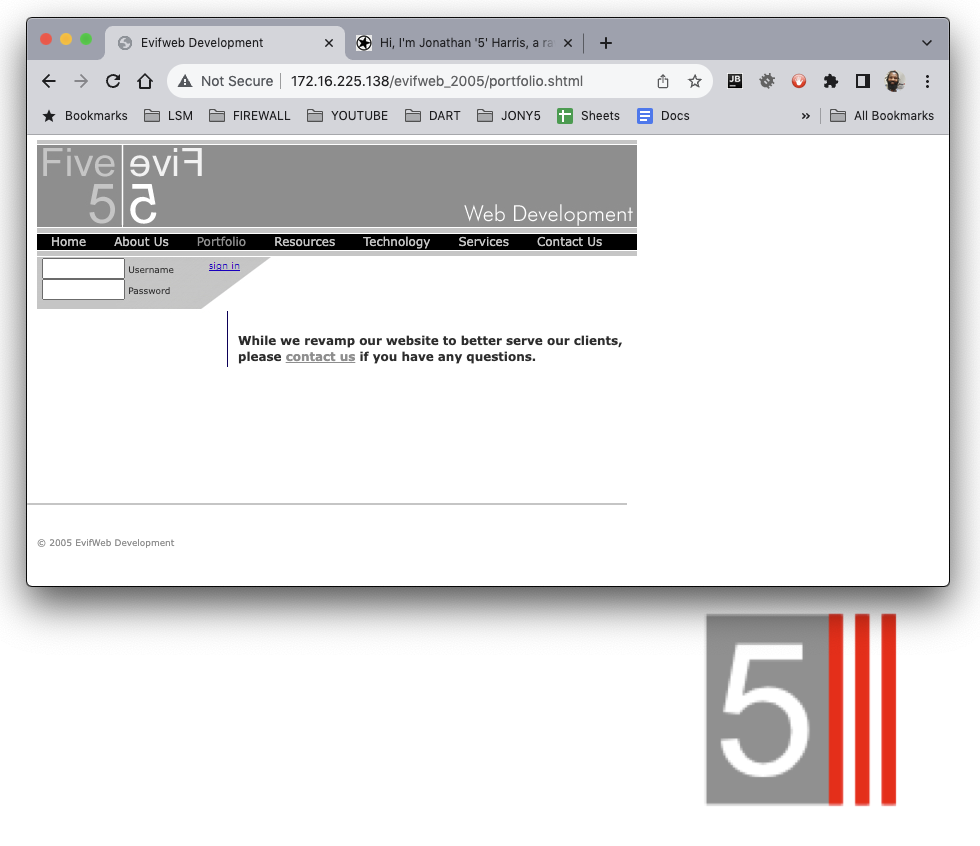 Evifweb Development
Hi, I'm Jonathan '5' Harris, a ra
Not Secure
172.16.225.138/evifweb_2005/portfolio.shtml
JB
Bookmarks
LSM
FIREWALL
YOUTUBE
DART
JONY5
Sheets
Docs
»
All Bookmarks
Five Five
5 5
Web Development
Home About Us Portfolio Resources Technology Services Contact Us
Username
sign in
Password
While we revamp our website to better serve our clients,
please contact us if you have any questions.
© 2005 EvifWeb Development
5